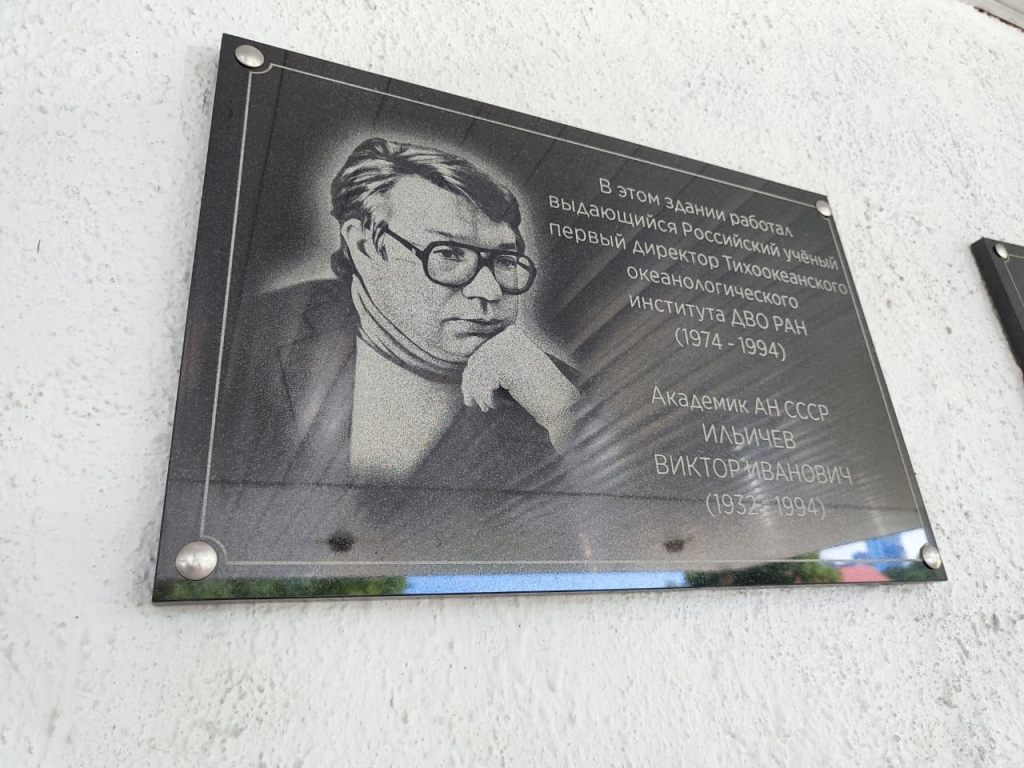 В этом здании работал
выдающийся Российский учёный
первый директор Тихоокеанского
океанологического
института ДВО РАН
(1974 - 1994)
Академик АН СССР
ИЛЬИЧЕВ
ВИКТОР ИВАНОВИЧ
(1932 - 1994)